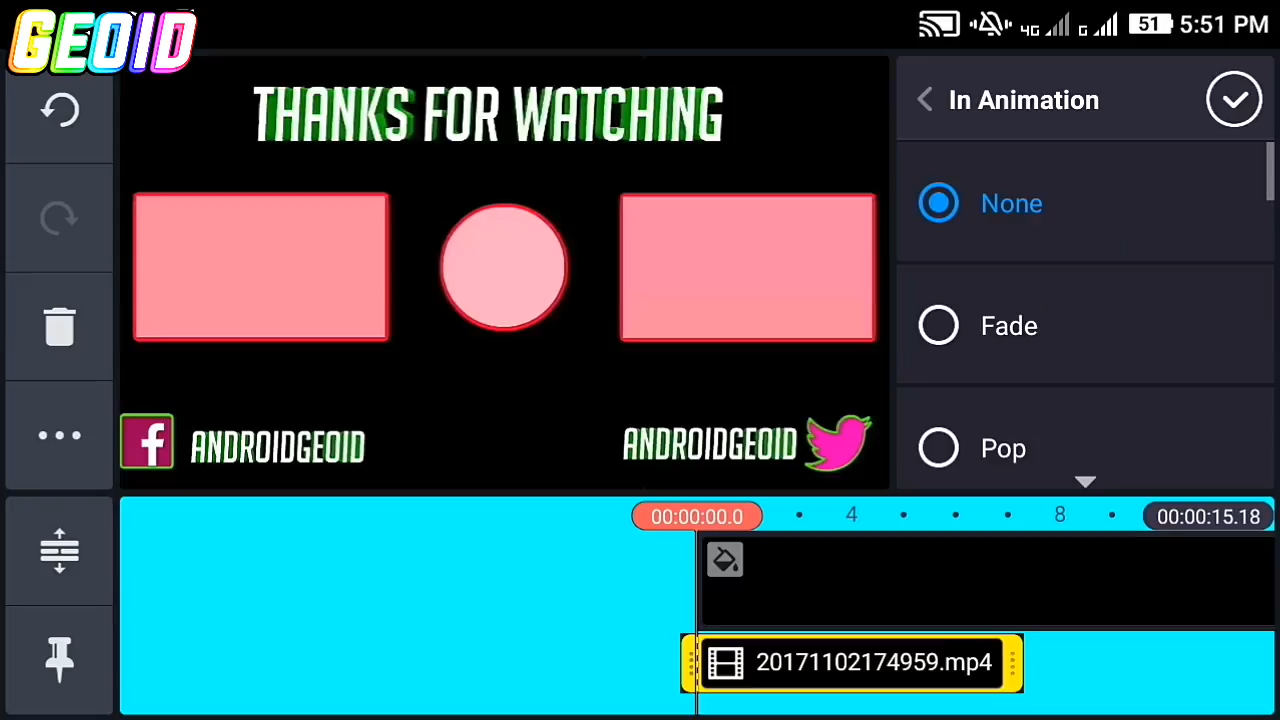 GEOID
4G G 51 5:51 PM
THANKS FOR WATCHING
In Animation
None
Fade
Pop
f ANDROIDGEOID
ANDROIDGEOID
00:00:00.0 4 8 00:00:15.18
20171102174959.mp4